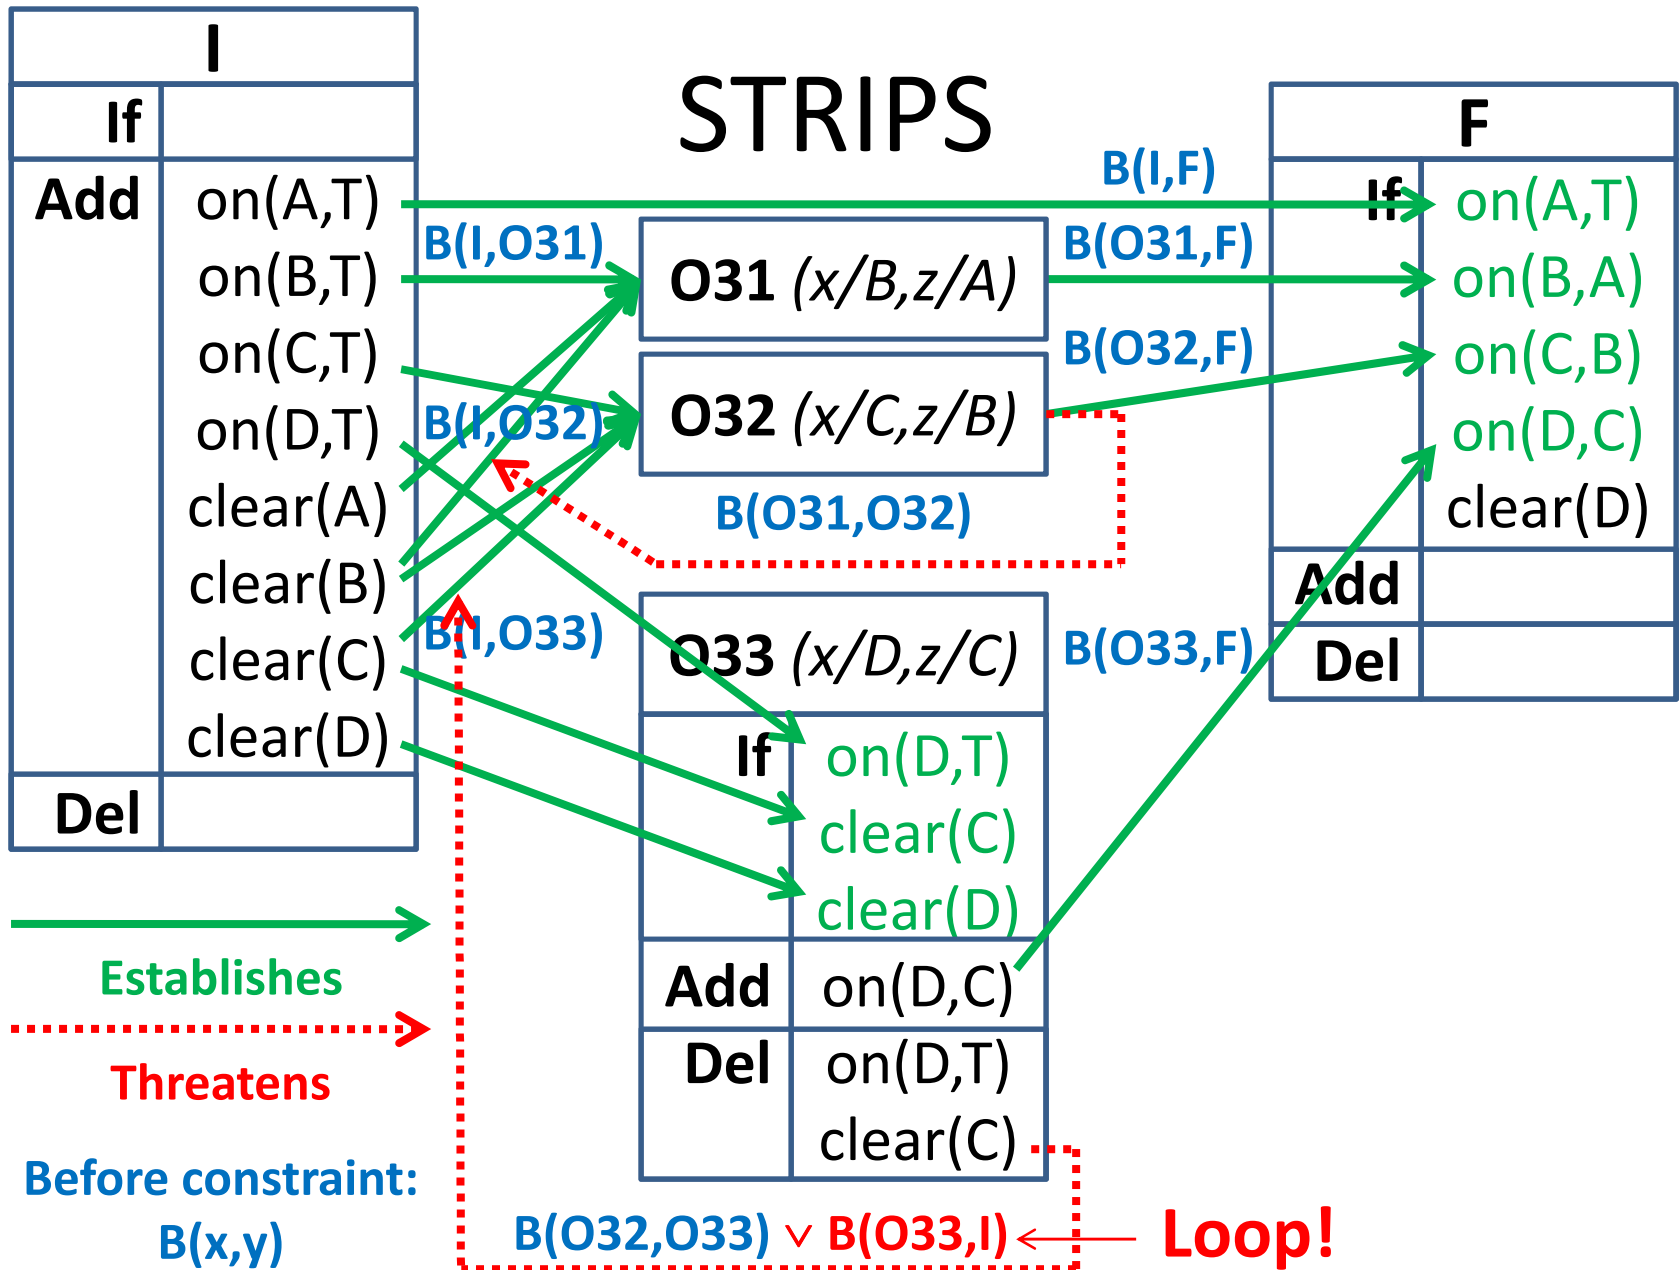 I
If
Add
on(A,T)
on(B,T)
on(C,T)
on(D,T)
clear(A)
clear(B)
clear(C)
clear(D)
Del
Establishes
Threatens
Before constraint:
B(x,y)
STRIPS
B(I,F)
B(I,O31)
O31 (x/B,z/A)
B(O31,F)
B(I,O32)
O32 (x/C,z/B)
B(O32,F)
B(O31,O32)
B(I,O33)
O33 (x/D,z/C)
B(O33,F)
If
on(D,T)
clear(C)
clear(D)
Add
on(D,C)
Del
on(D,T)
clear(C)
B(O32,O33) ∨ B(O33,I)
Loop!
F
If
on(A,T)
on(B,A)
on(C,B)
on(D,C)
clear(D)
Add
Del